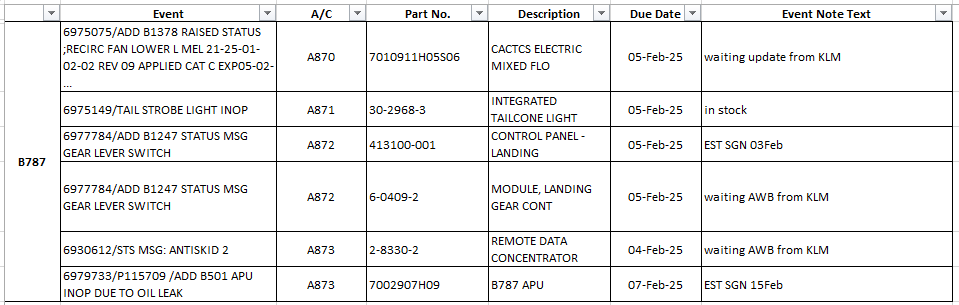 Event A/C Part No. Description Due Date Event Note Text
B787
6975075/ADD B1378 RAISED STATUS
;RECIRC FAN LOWER L MEL 21-25-01-
02-02 REV 09 APPLIED CAT C EXP05-02-
...
A870
7010911H05S06
CACTCS ELECTRIC
MIXED FLO
05-Feb-25
waiting update from KLM
6975149/TAIL STROBE LIGHT INOP
A871
30-2968-3
INTEGRATED
TAILCONE LIGHT
05-Feb-25
in stock
6977784/ADD B1247 STATUS MSG
GEAR LEVER SWITCH
A872
413100-001
CONTROL PANEL -
LANDING
05-Feb-25
EST SGN 03Feb
6977784/ADD B1247 STATUS MSG
GEAR LEVER SWITCH
A872
6-0409-2
MODULE, LANDING
GEAR CONT
05-Feb-25
waiting AWB from KLM
6930612/STS MSG: ANTISKID 2
A873
2-8330-2
REMOTE DATA
CONCENTRATOR
04-Feb-25
waiting AWB from KLM
6979733/P115709 /ADD B501 APU
INOP DUE TO OIL LEAK
A873
7002907H09
B787 APU
07-Feb-25
EST SGN 15Feb